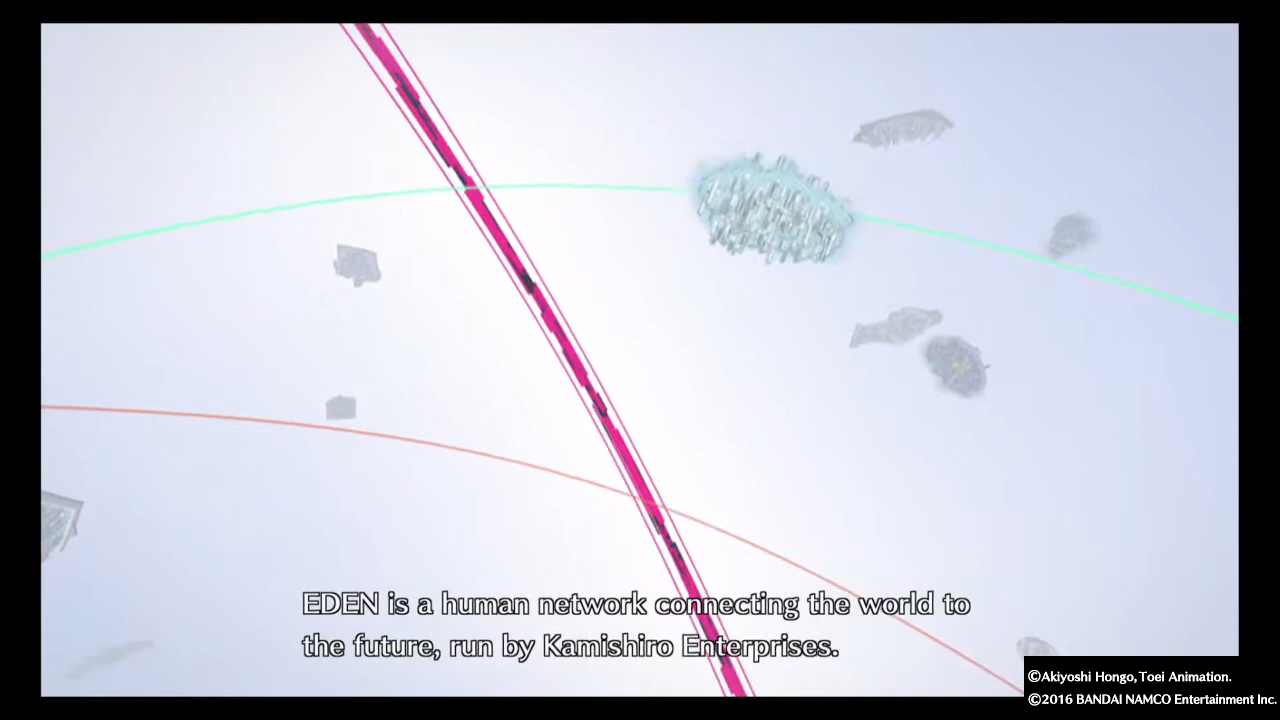 EDEN is a human network connecting the world to
the future, run by Kamishiro Enterprises.
©Akiyoshi Hongo, Toei Animation.
©2016 BANDAI NAMCO Entertainment Inc.